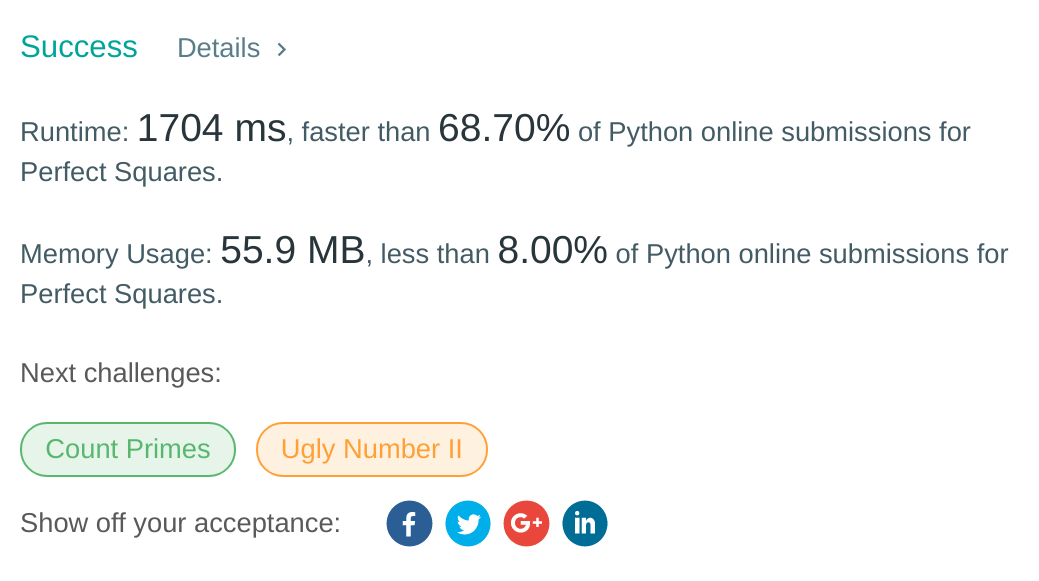 Success Details >
Runtime: 1704 ms, faster than 68.70% of Python online submissions for
Perfect Squares.
Memory Usage: 55.9 MB, less than 8.00% of Python online submissions for
Perfect Squares.
Next challenges:
Count Primes Ugly Number II
Show off your acceptance: f G+ in